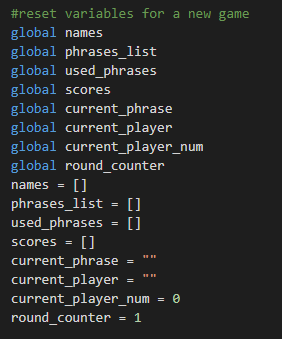 #reset variables for a new game
global names
global phrases_list
global used_phrases
global scores
global current_phrase
global current_player
global current_player_num
global round_counter
names = []
phrases_list = []
used_phrases = []
scores = []
current_phrase = ""
current_player = ""
current_player_num = 0
round_counter = 1